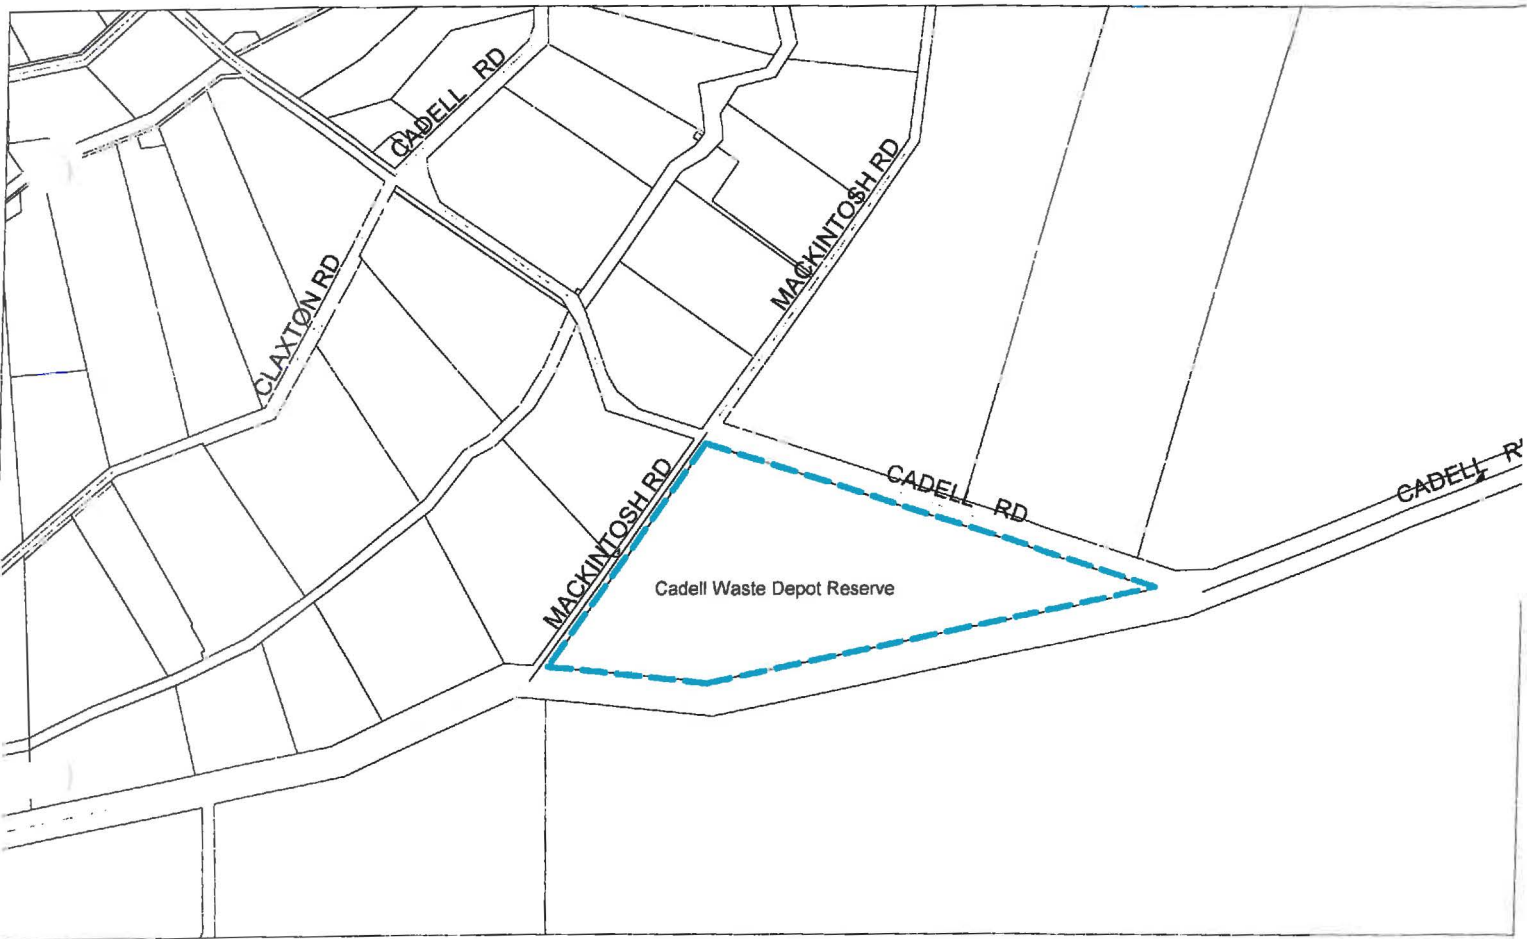 CADELL RD
MACKINTOSH RD
CLAXTON RD
CADELL RD
CADELL R
MACKINTOSH RD
Cadell Waste Depot Reserve